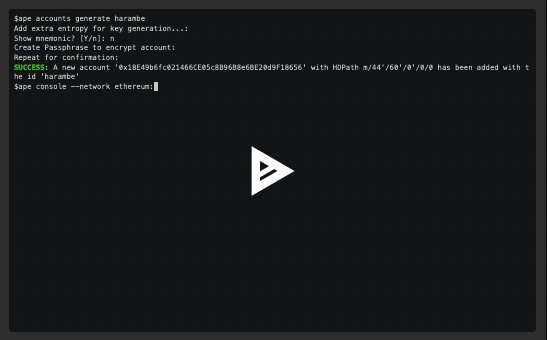 $ape accounts generate harambe
Add extra entropy for key generation...:
Show mnemonic? [Y/n]: n
Create Passphrase to encrypt account:
Repeat for confirmation:
SUCCESS: A new account '0x18E49b6fc021466CE05c8B96B8e6BE20d9F18656' with HDPath m/44'/60'/0'/0/0 has been added with t
he id 'harambe'
$ape console --network ethereum: